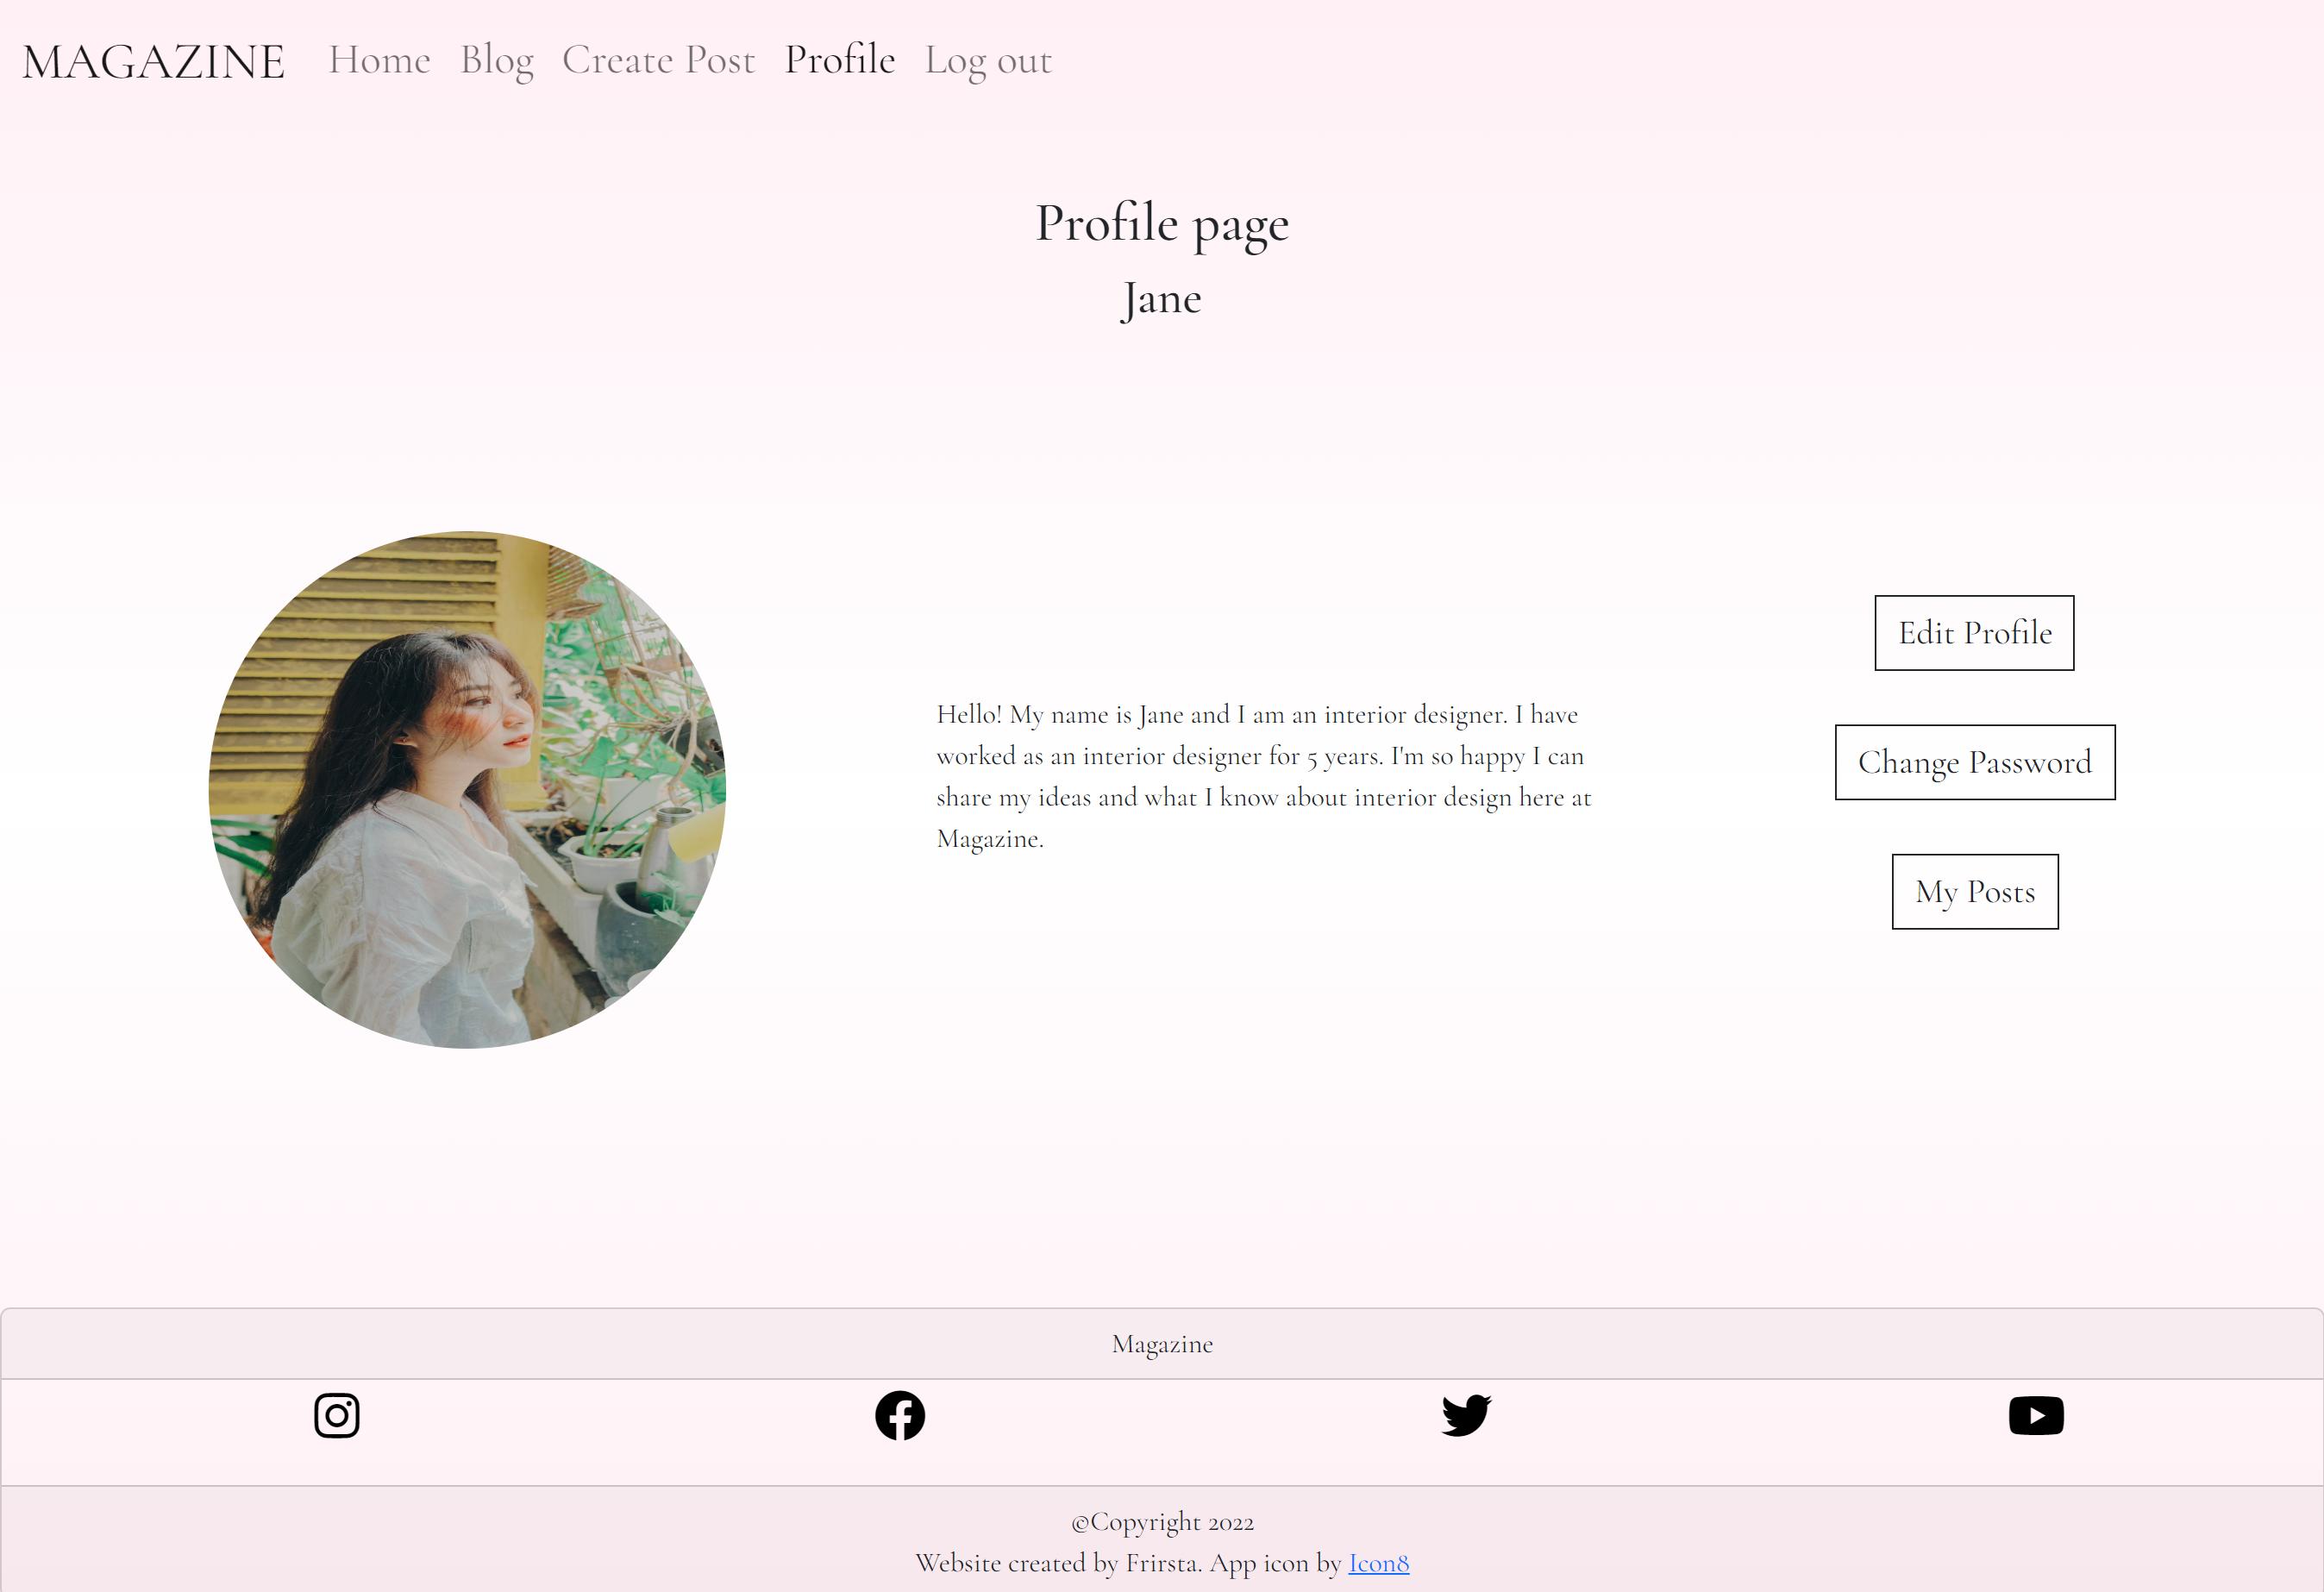 MAGAZINE Home Blog Create Post Profile Log out
Profile page
Jane
Hello! My name is Jane and I am an interior designer. I have
worked as an interior designer for 5 years. I'm so happy I can
share my ideas and what I know about interior design here at
Magazine.
Edit Profile
Change Password
My Posts
Magazine
©Copyright 2022
Website created by Frirsta. App icon by Icon8